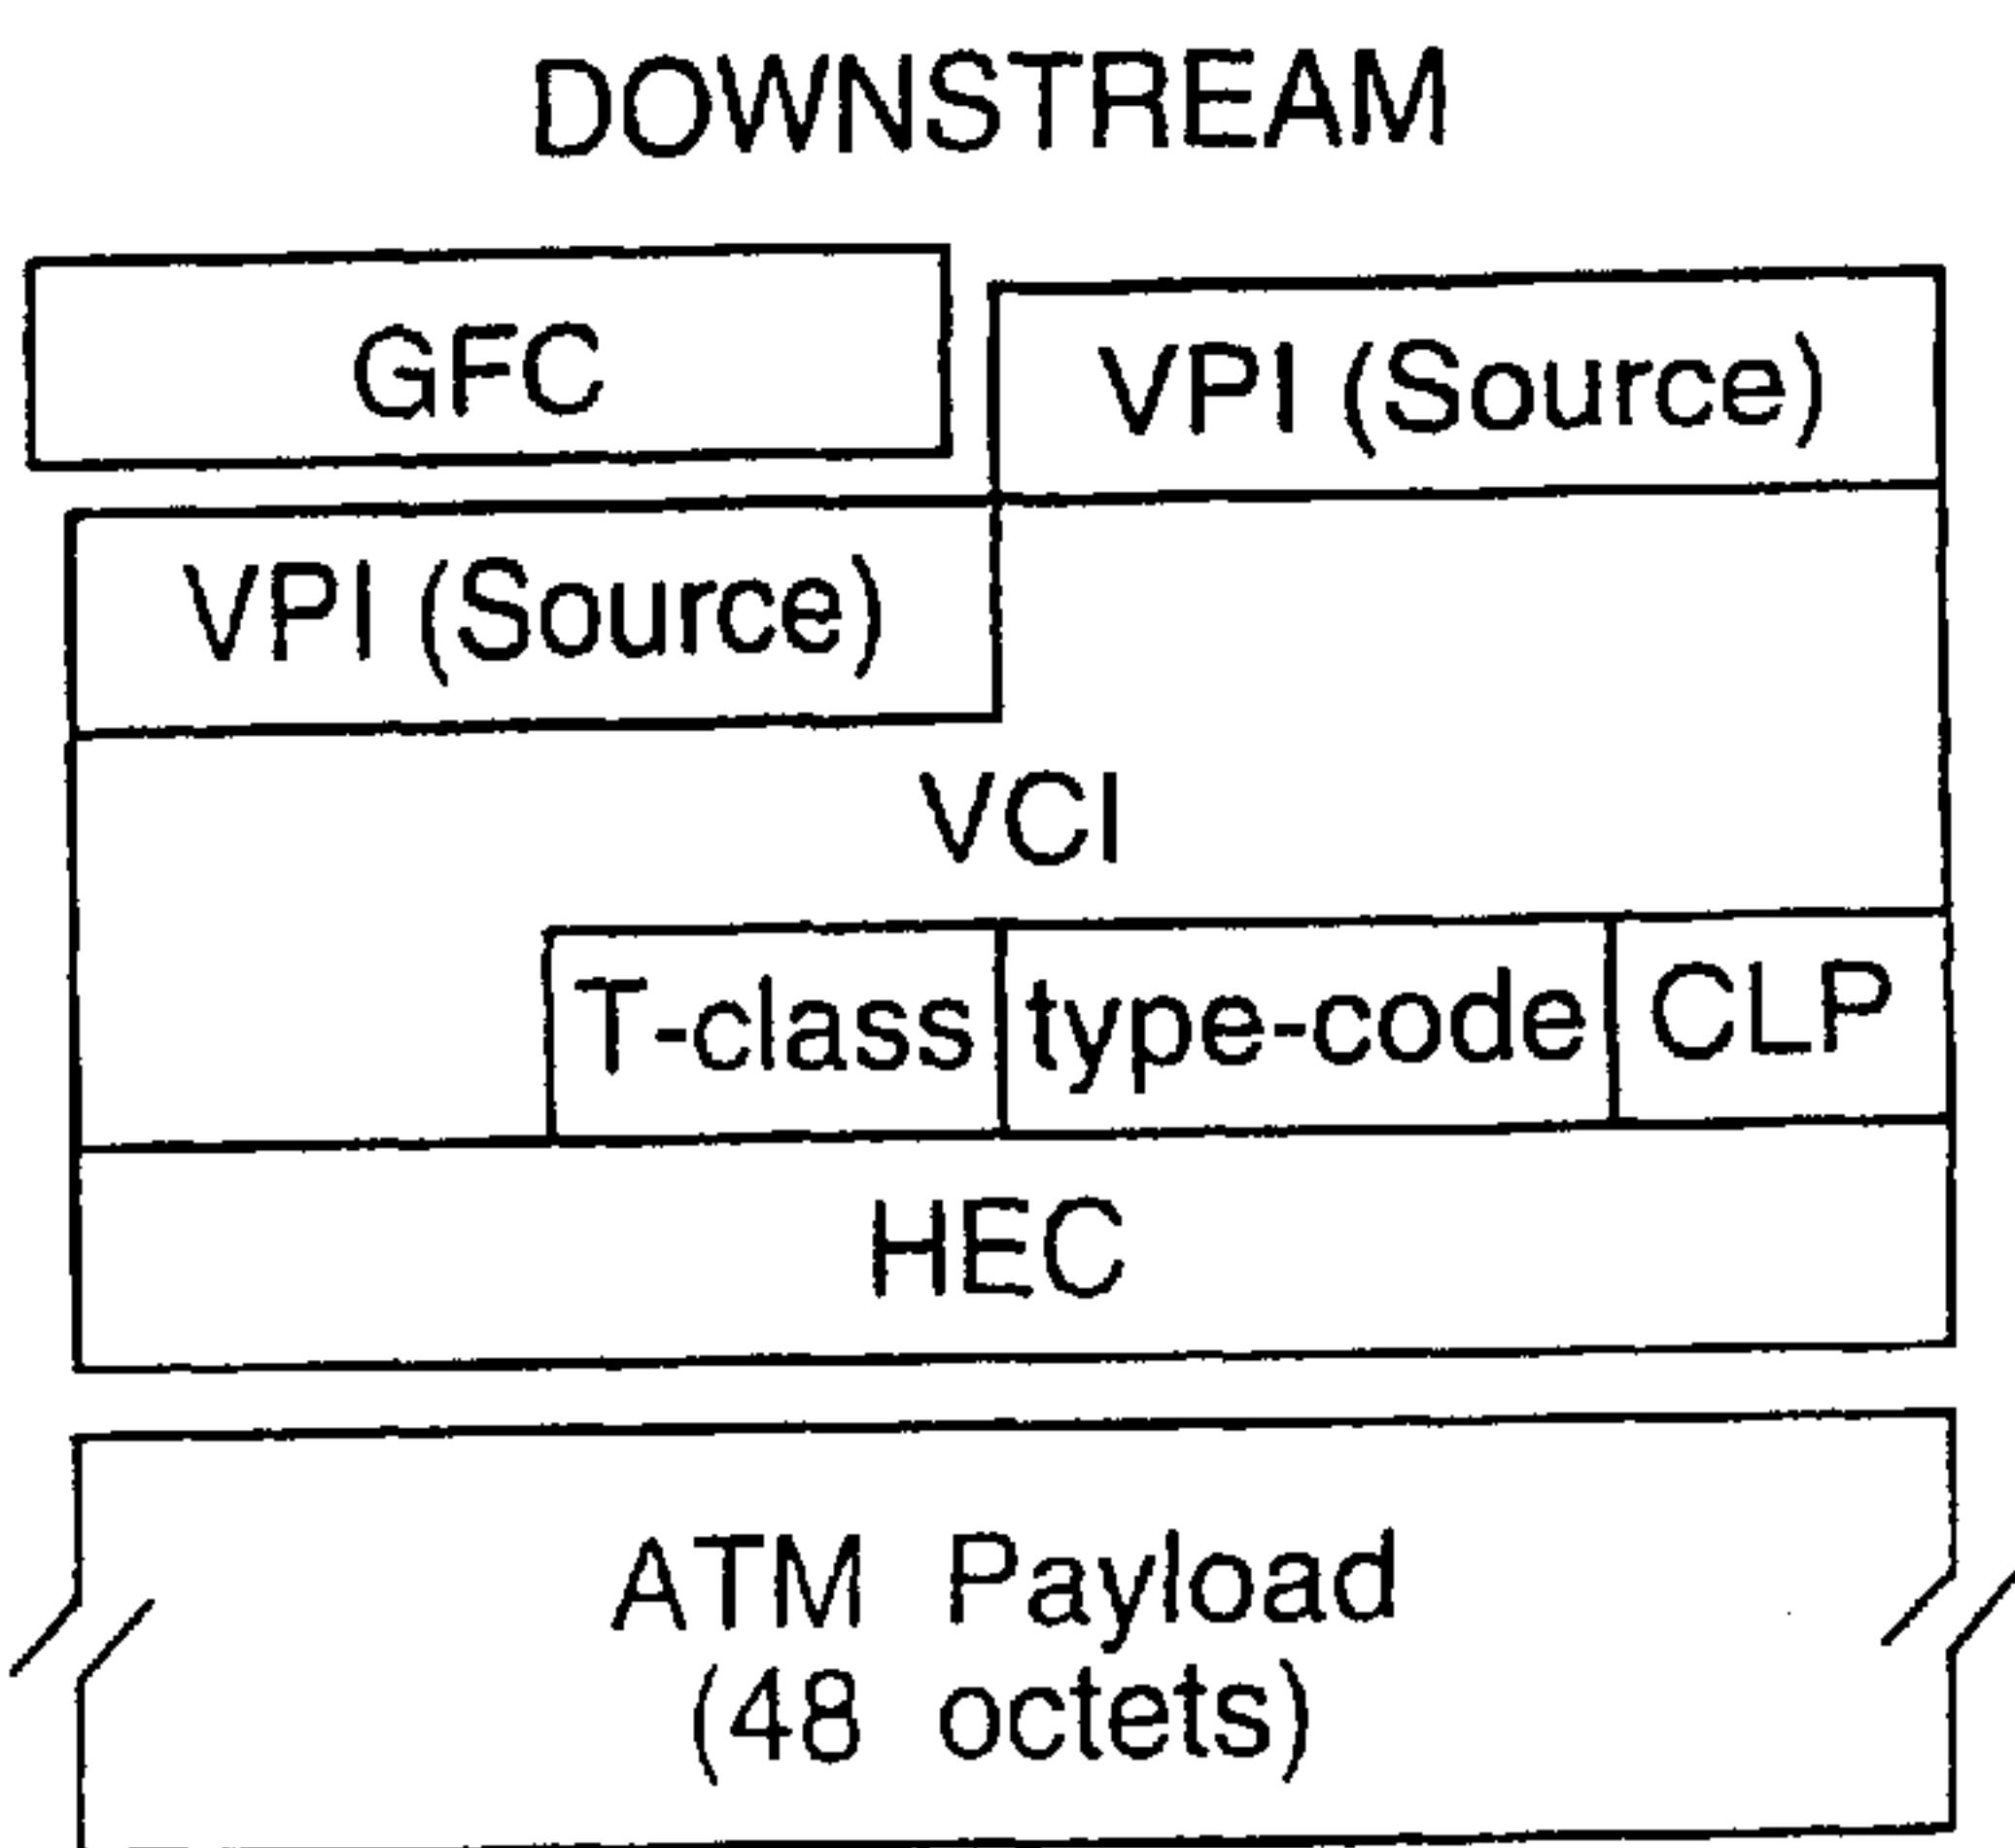 DOWNSTREAM
GFC
VPI (Source)
VPI (Source)
VCI
T-class
type-code
CLP
HEC
ATM Payload
(48 octets)